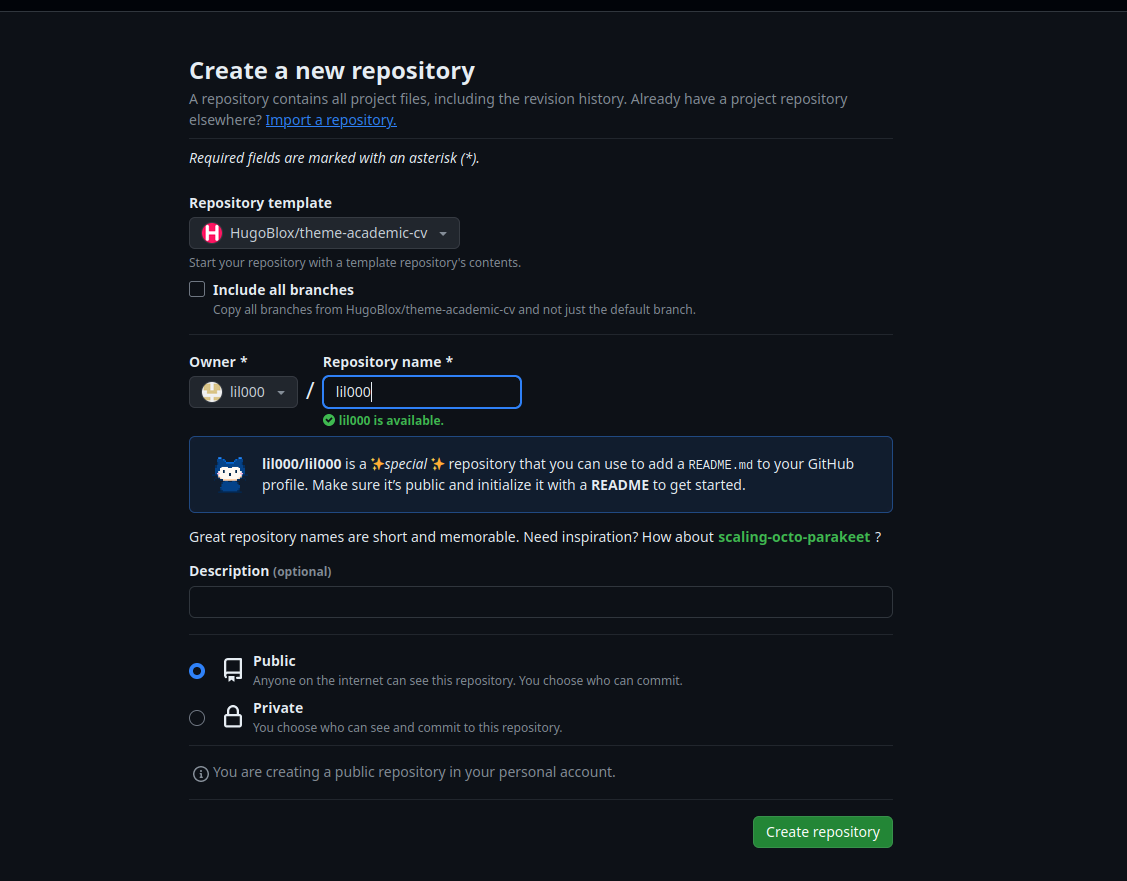 Create a new repository
A repository contains all project files, including the revision history. Already have a project repository
elsewhere? Import a repository.
Required fields are marked with an asterisk (*).
Repository template
HugoBlox/theme-academic-cv
Start your repository with a template repository's contents.
Include all branches
Copy all branches from HugoBlox/theme-academic-cv and not just the default branch.
Owner * Repository name *
lil000 / lil000
lil000 is available.
lil000/lil000 is a ✨special ✨ repository that you can use to add a README.md to your GitHub
profile. Make sure it’s public and initialize it with a README to get started.
Great repository names are short and memorable. Need inspiration? How about scaling-octo-parakeet ?
Description (optional)
Public
Anyone on the internet can see this repository. You choose who can commit.
Private
You choose who can see and commit to this repository.
You are creating a public repository in your personal account.
Create repository